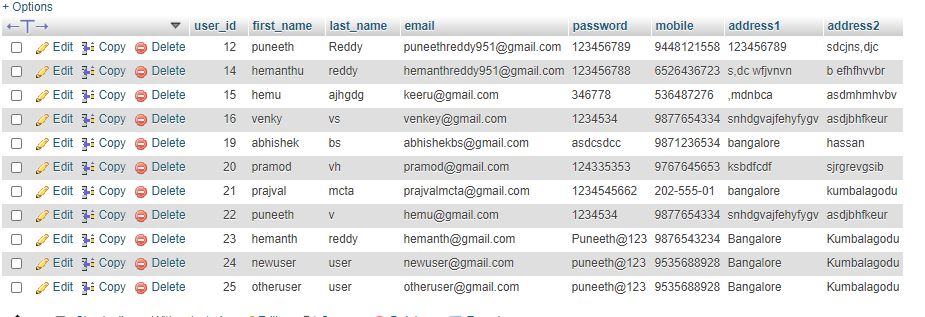 + Options
←T→ user_id first_name last_name email password mobile address1 address2
Edit Copy Delete 12 puneeth Reddy puneethreddy951@gmail.com 123456789 9448121558 123456789 sdcjns,djc
Edit Copy Delete 14 hemanthu reddy hemanthreddy951@gmail.com 123456788 6526436723 s,dc wfjvnvn b efhfhvvbr
Edit Copy Delete 15 hemu ajhgdg keeru@gmail.com 346778 536487276 ,mdnbca asdmhmhvbv
Edit Copy Delete 16 venky vs venkey@gmail.com 1234534 9877654334 snhdgvajfehyfygv asdjbhfkeur
Edit Copy Delete 19 abhishek bs abhishekbs@gmail.com asdcsdcc 9871236534 bangalore hassan
Edit Copy Delete 20 pramod vh pramod@gmail.com 124335353 9767645653 ksbdfcdf sjrgrevgsib
Edit Copy Delete 21 prajval mcta prajvalmcta@gmail.com 1234545662 202-555-01 bangalore kumbalagodu
Edit Copy Delete 22 puneeth v hemu@gmail.com 1234534 9877654334 snhdgvajfehyfygv asdjbhfkeur
Edit Copy Delete 23 hemanth reddy hemanth@gmail.com Puneeth@123 9876543234 Bangalore Kumbalagodu
Edit Copy Delete 24 newuser user newuser@gmail.com puneeth@123 9535688928 Bangalore Kumbalagodu
Edit Copy Delete 25 otheruser user otheruser@gmail.com puneeth@123 9535688928 Bangalore Kumbalagodu